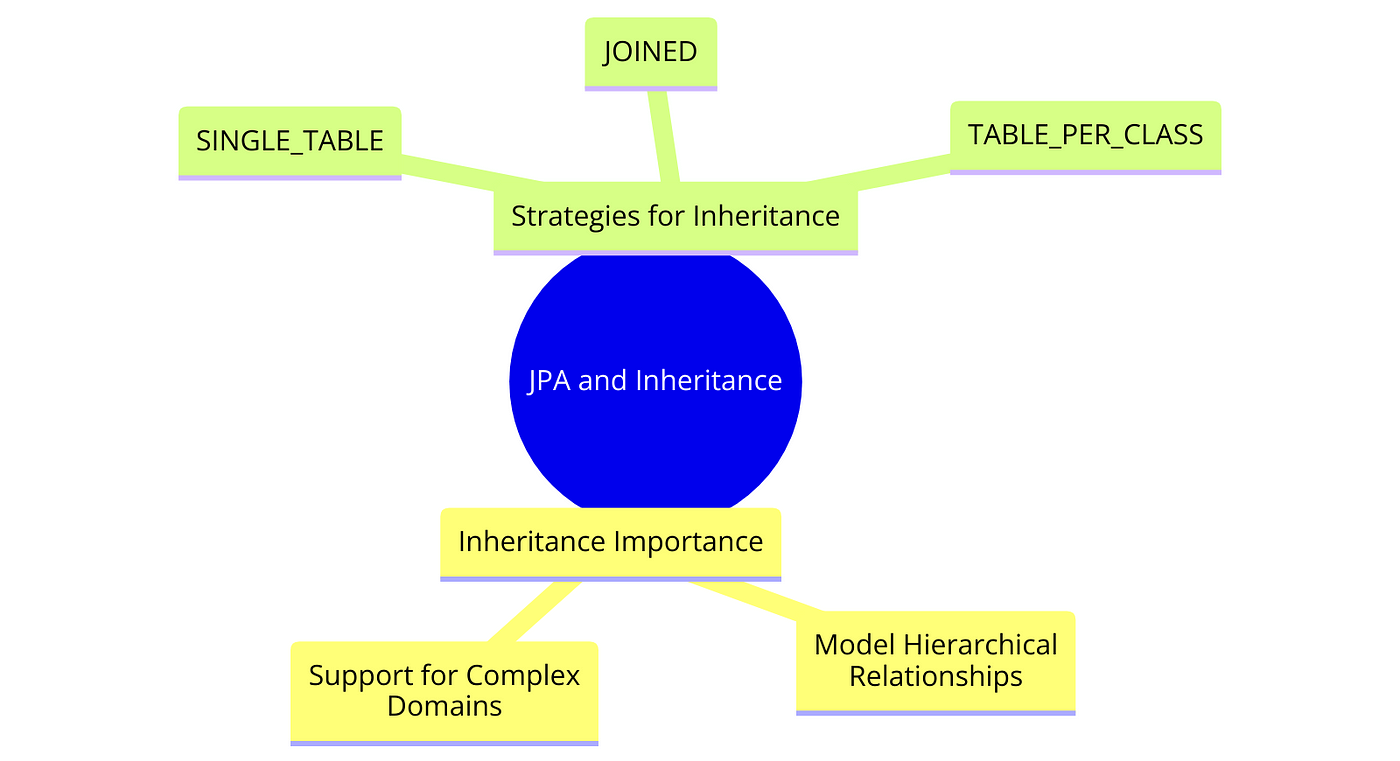 JOINED
SINGLE_TABLE
TABLE_PER_CLASS
Strategies for Inheritance
JPA and Inheritance
Inheritance Importance
Support for Complex
Domains
Model Hierarchical
Relationships